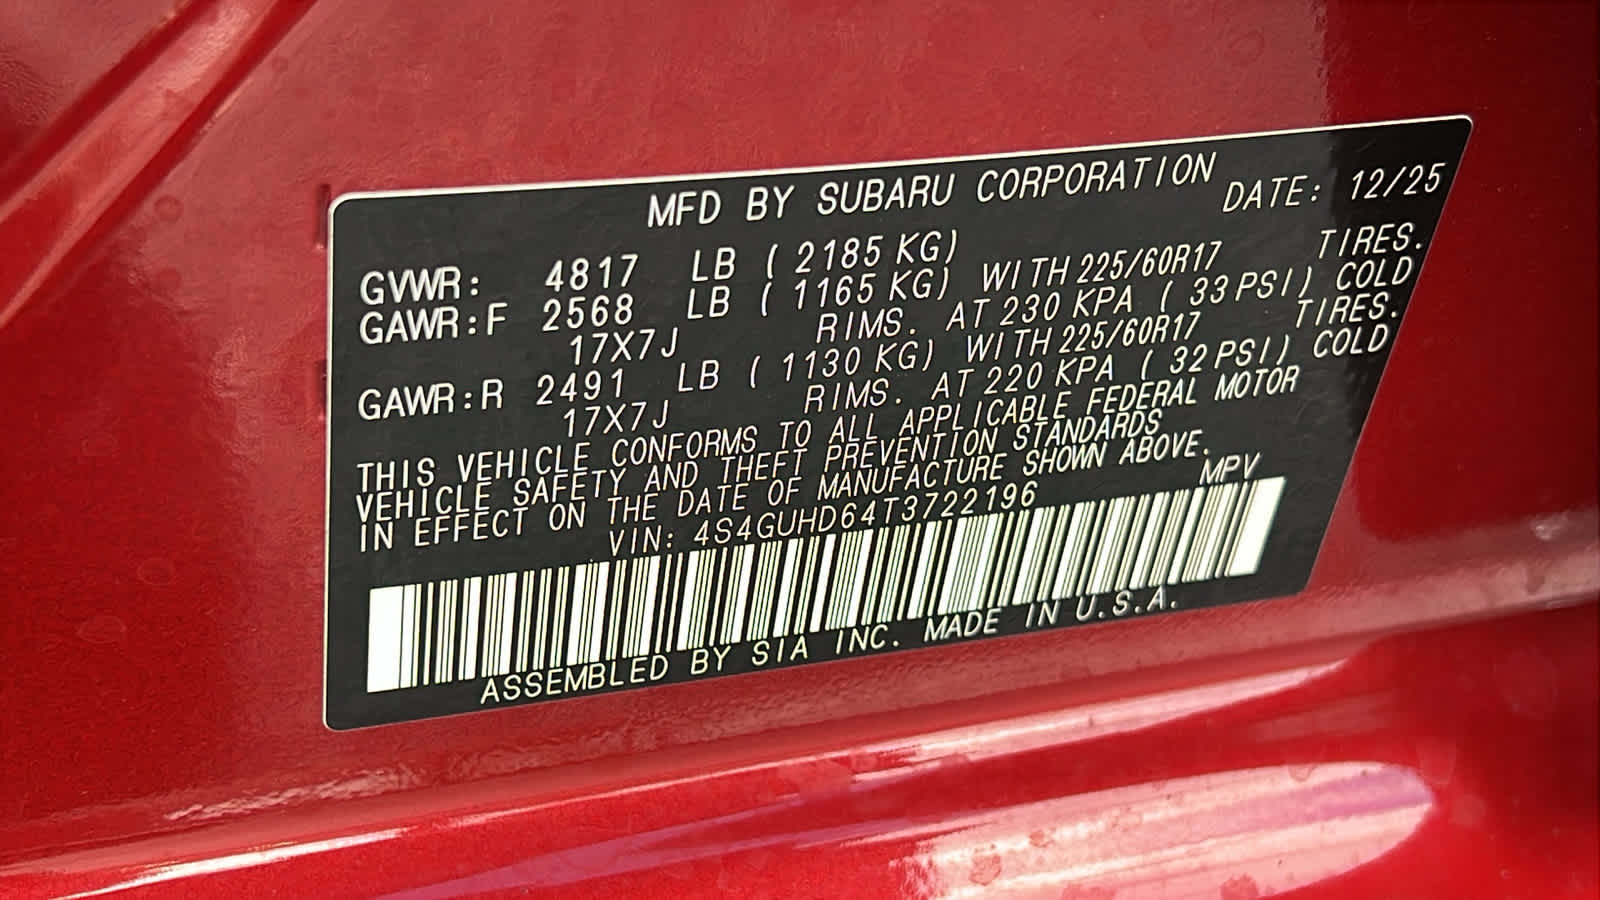 MFD BY SUBARU CORPORATION DATE: 12/25
GVWR: 4817 LB ( 2185 KG)
GAWR:F 2568 LB ( 1165 KG) WITH 225/60R17 TIRES.
17X7J RIMS. AT 230 KPA ( 33 PSI) COLD
GAWR:R 2491 LB ( 1130 KG) WITH 225/60R17 TIRES.
17X7J RIMS. AT 220 KPA ( 32 PSI) COLD
THIS VEHICLE CONFORMS TO ALL APPLICABLE FEDERAL MOTOR
VEHICLE SAFETY AND THEFT PREVENTION STANDARDS
IN EFFECT ON THE DATE OF MANUFACTURE SHOWN ABOVE.
VIN: 4S4GUHD64T3722196 MPV
ASSEMBLED BY SIA INC. MADE IN U.S.A.